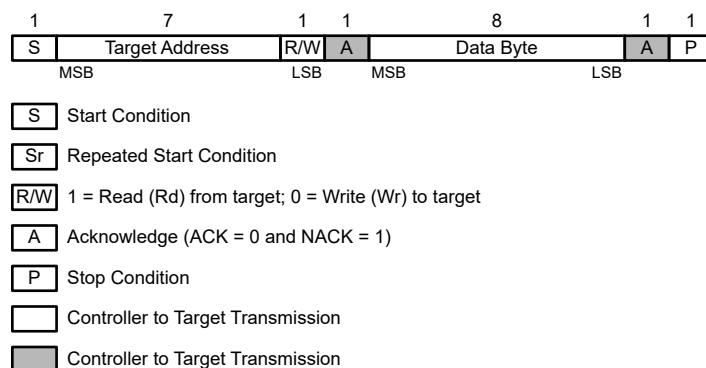 1 7 1 1 8 1 1
S Target Address R/W A Data Byte A P
MSB LSB MSB LSB
S Start Condition
Sr Repeated Start Condition
R/W 1 = Read (Rd) from target; 0 = Write (Wr) to target
A Acknowledge (ACK = 0 and NACK = 1)
P Stop Condition
Controller to Target Transmission
Controller to Target Transmission